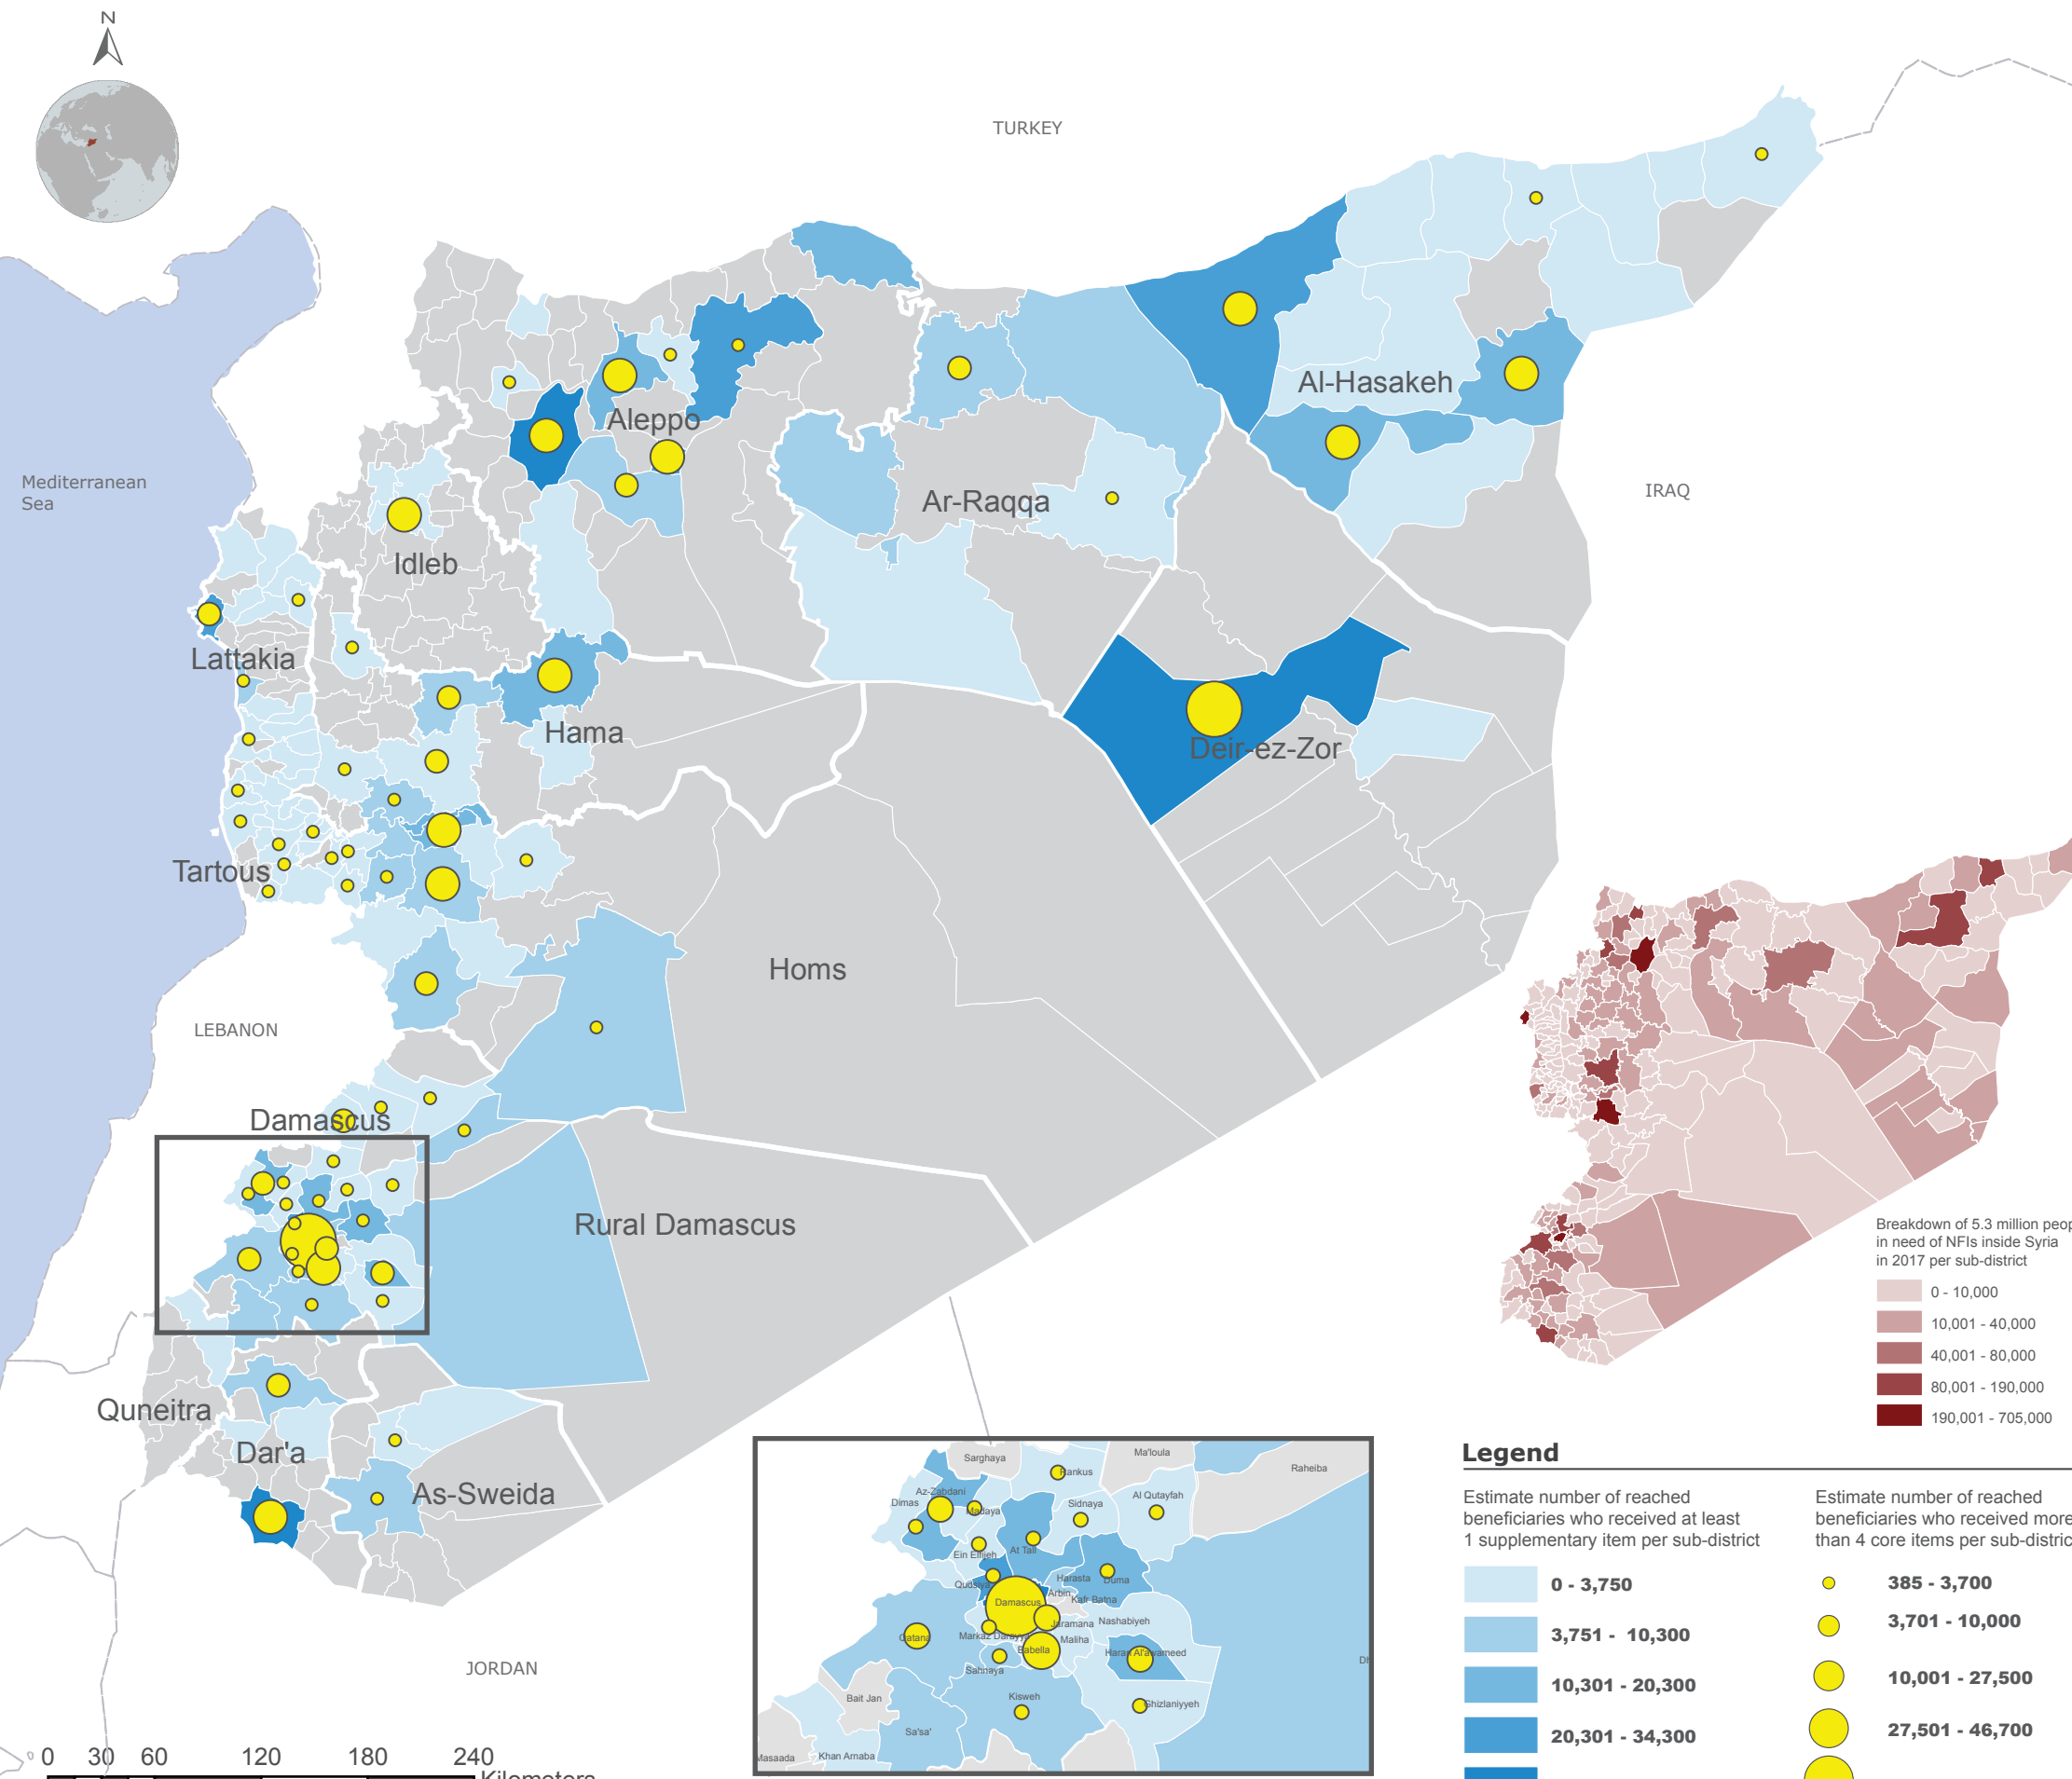 N
TURKEY
Mediterranean
Sea
Al-Hasakeh
Aleppo
Ar-Raqqa
IRAQ
Idleb
Lattakia
Hama
Deir-ez-Zor
Tartous
Homs
LEBANON
Damascus
Rural Damascus
Quneitra
Dar'a
As-Sweida
JORDAN
0 30 60 120 180 240
Kilometers
Breakdown of 5.3 million peop
in need of NFIs inside Syria
in 2017 per sub-district
0 - 10,000
10,001 - 40,000
40,001 - 80,000
80,001 - 190,000
190,001 - 705,000
Sarghaya
Ma'loula
Rankus
Raheiba
Az-Zabdani
Dimas
Madaya
Sidnaya
Al Qutayfah
At Tall
Ein Elfijeh
Qudsiya
Harasta
Duma
Arbin
Kafr Batna
Damascus
Jaramana
Nashabiyeh
Qatana
Markaz Darayya
Maliha
Babella
Haran Al'awameed
Sahnaya
Dh
Kisweh
Ghizlaniyyeh
Bait Jan
Sa'sa'
Masaada
Khan Arnaba
Legend
Estimate number of reached
beneficiaries who received at least
1 supplementary item per sub-district
0 - 3,750
3,751 - 10,300
10,301 - 20,300
20,301 - 34,300
Estimate number of reached
beneficiaries who received more
than 4 core items per sub-distric
385 - 3,700
3,701 - 10,000
10,001 - 27,500
27,501 - 46,700